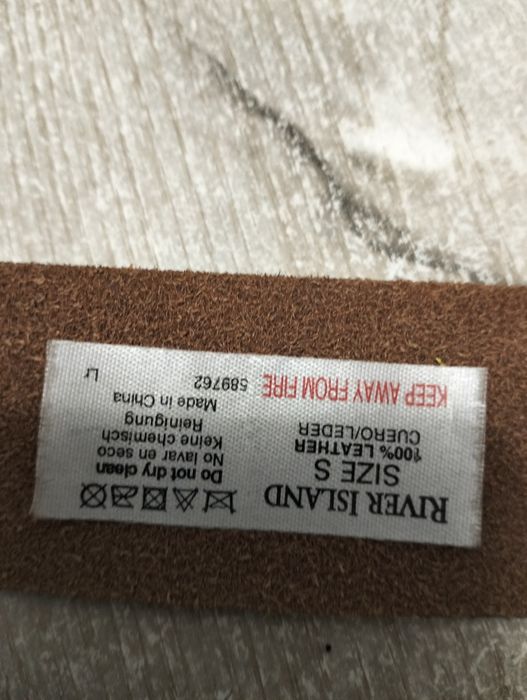 RIVER ISLAND
SIZE S
100% LEATHER
CUERO/LEDER
KEEP AWAY FROM FIRE
Do not dry clean
No lavar en seco
Keine chemisch
Reinigung
Made in China
589762
Lr